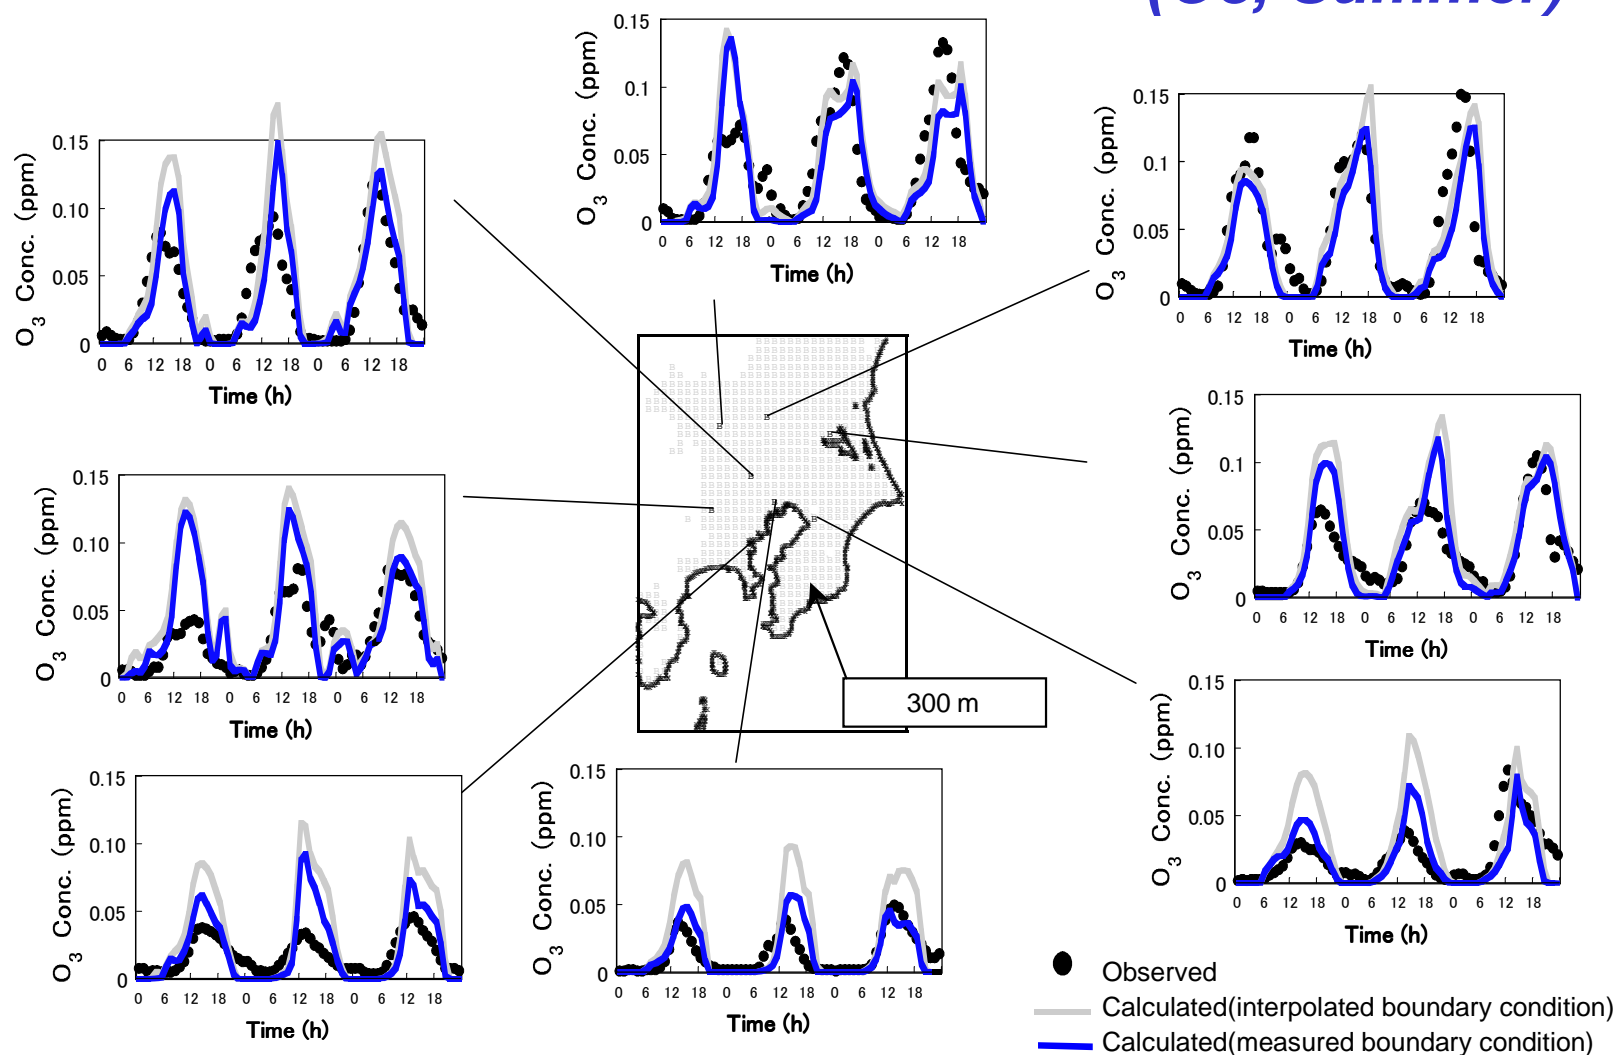 (O3, Summer)
0.15
0.1
0.05
0
O3 Conc. (ppm)
0 6 12 18 0 6 12 18 0 6 12 18
Time (h)
0.15
0.10
0.05
0
O3 Conc. (ppm)
0 6 12 18 0 6 12 18 0 6 12 18
Time (h)
0.15
0.1
0.05
0
O3 Conc. (ppm)
0 6 12 18 0 6 12 18 0 6 12 18
Time (h)
0.15
0.10
0.05
0
O3 Conc. (ppm)
0 6 12 18 0 6 12 18 0 6 12 18
Time (h)
0.15
0.1
0.05
0
O3 Conc. (ppm)
0 6 12 18 0 6 12 18 0 6 12 18
Time (h)
300 m
0.15
0.10
0.05
0
O3 Conc. (ppm)
0 6 12 18 0 6 12 18 0 6 12 18
Time (h)
0.15
0.10
0.05
0
O3 Conc. (ppm)
0 6 12 18 0 6 12 18 0 6 12 18
Time (h)
0.15
0.10
0.05
0
O3 Conc. (ppm)
0 6 12 18 0 6 12 18 0 6 12 18
Time (h)
Observed
Calculated(interpolated boundary condition)
Calculated(measured boundary condition)